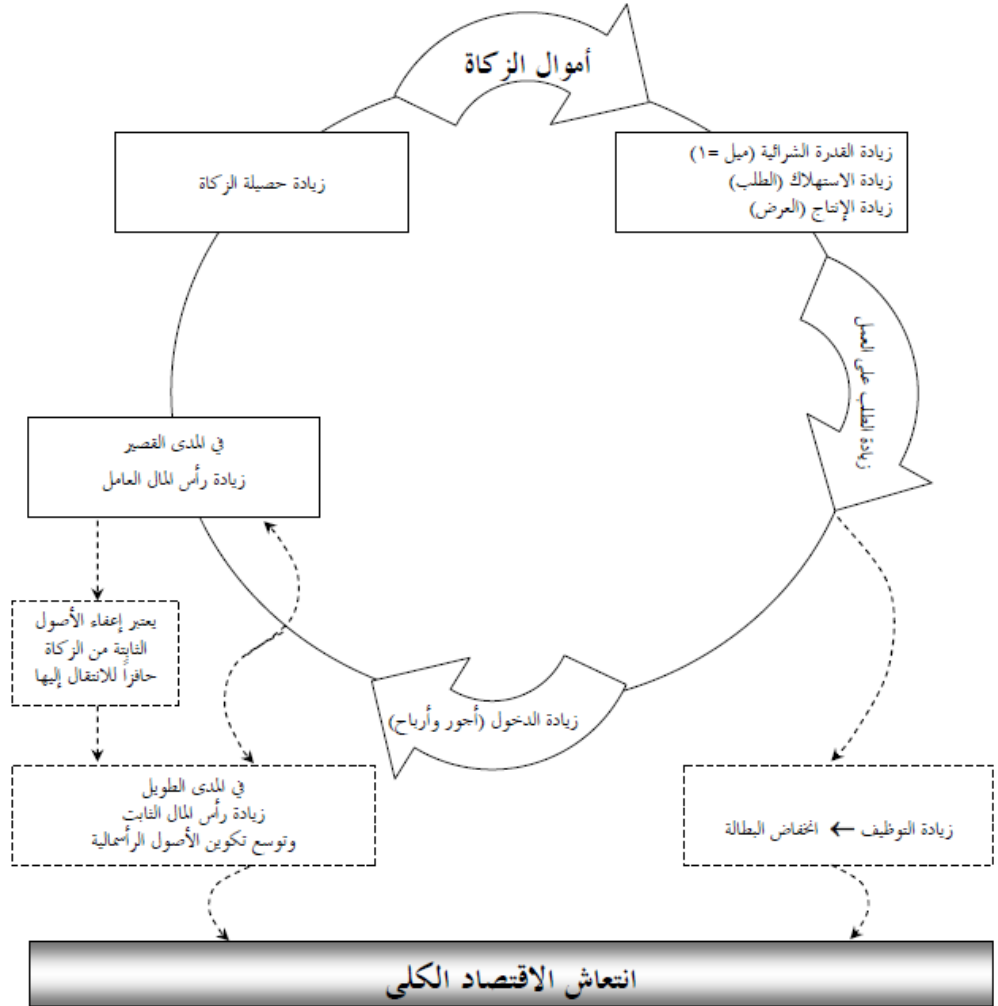 أموال الزكاة
زيادة القدرة الشرائية (ميل =١)
زيادة الاستهلاك (الطلب)
زيادة الإنتاج (العرض)
زيادة حصيلة الزكاة
زيادة الطلب على العمل
في المدى القصير
زيادة رأس المال العامل
يعتبر إعفاء الأصول
الثابتة من الزكاة
حافزاً للانتقال إليها
زيادة الدخول (أجور وأرباح)
في المدى الطويل
زيادة رأس المال الثابت
وتوسع تكوين الأصول الرأسمالية
زيادة التوظيف ← انخفاض البطالة
انتعاش الاقتصاد الكلى